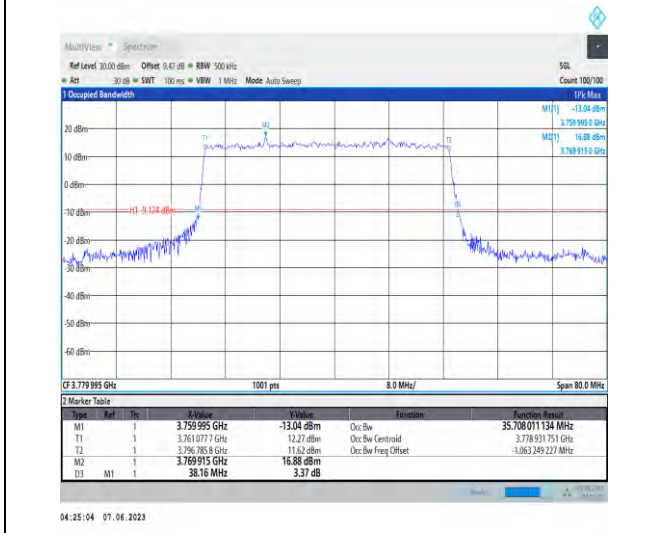 MultiView Spectrum
Ref Level 30.00 dBm Offset 9.47 dB RBW 500 kHz SGL
Att 30 dB SWT 100 ms VBW 1 MHz Mode Auto Sweep Count 100/100
1 Occupied Bandwidth 1Pk Max
M1[1] -13.04 dBm
3.759 995 0 GHz
M2[1] 16.88 dBm
3.769 915 0 GHz
M2
20 dBm
T1 T2
10 dBm
0 dBm
-10 dBm H1 -9.124 dBm M1 D3
-20 dBm
-30 dBm
-40 dBm
-50 dBm
-60 dBm
CF 3.779 995 GHz 1001 pts 8.0 MHz/ Span 80.0 MHz
2 Marker Table
Type Ref Trc X-Value Y-Value Function Function Result
M1 1 3.759995 GHz -13.04 dBm Occ Bw 35.708 011 134 MHz
T1 1 3.7610777 GHz 12.27 dBm Occ Bw Centroid 3.778 931 751 GHz
T2 1 3.796 785 8 GHz 11.62 dBm Occ Bw Freq Offset -1.063 249 227 MHz
M2 1 3.769915 GHz 16.88 dBm
D3 M1 1 38.16 MHz 3.37 dB
04:25:04 07.06.2023